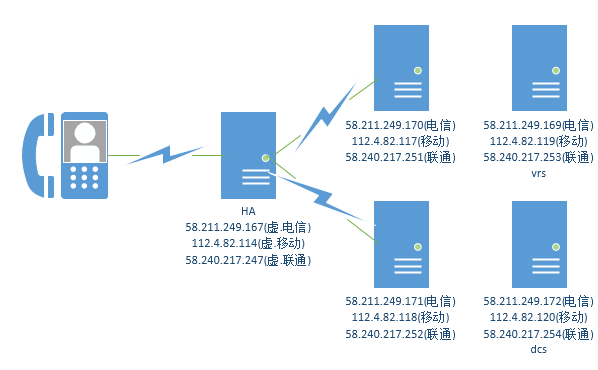 58.211.249.170(电信)
112.4.82.117(移动)
58.240.217.251(联通)
58.211.249.169(电信)
112.4.82.119(移动)
58.240.217.253(联通)
vrs
HA
58.211.249.167(虚.电信)
112.4.82.114(虚.移动)
58.240.217.247(虚.联通)
58.211.249.171(电信)
112.4.82.118(移动)
58.240.217.252(联通)
58.211.249.172(电信)
112.4.82.120(移动)
58.240.217.254(联通)
dcs